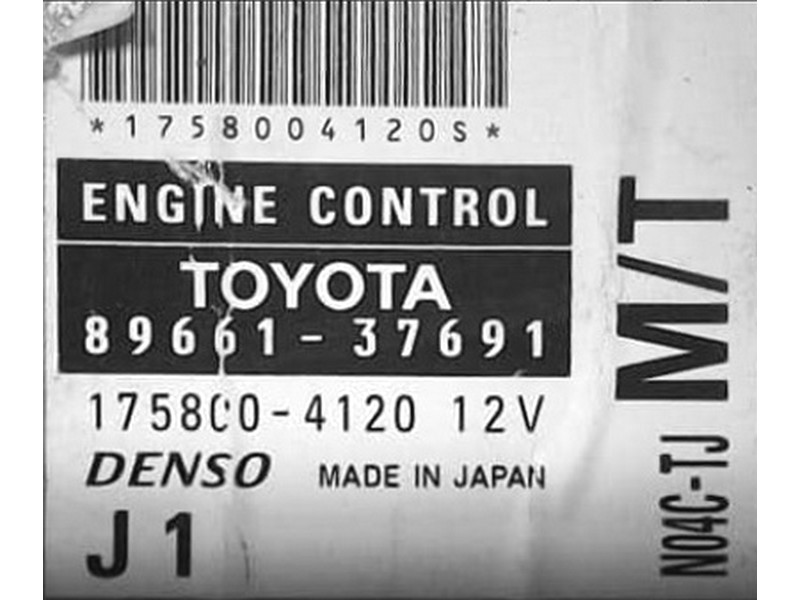 *1758004120S*
ENGINE CONTROL
TOYOTA
89661-37691
175800-4120 12V
DENSO MADE IN JAPAN
J1
M/T
N04C-TJ